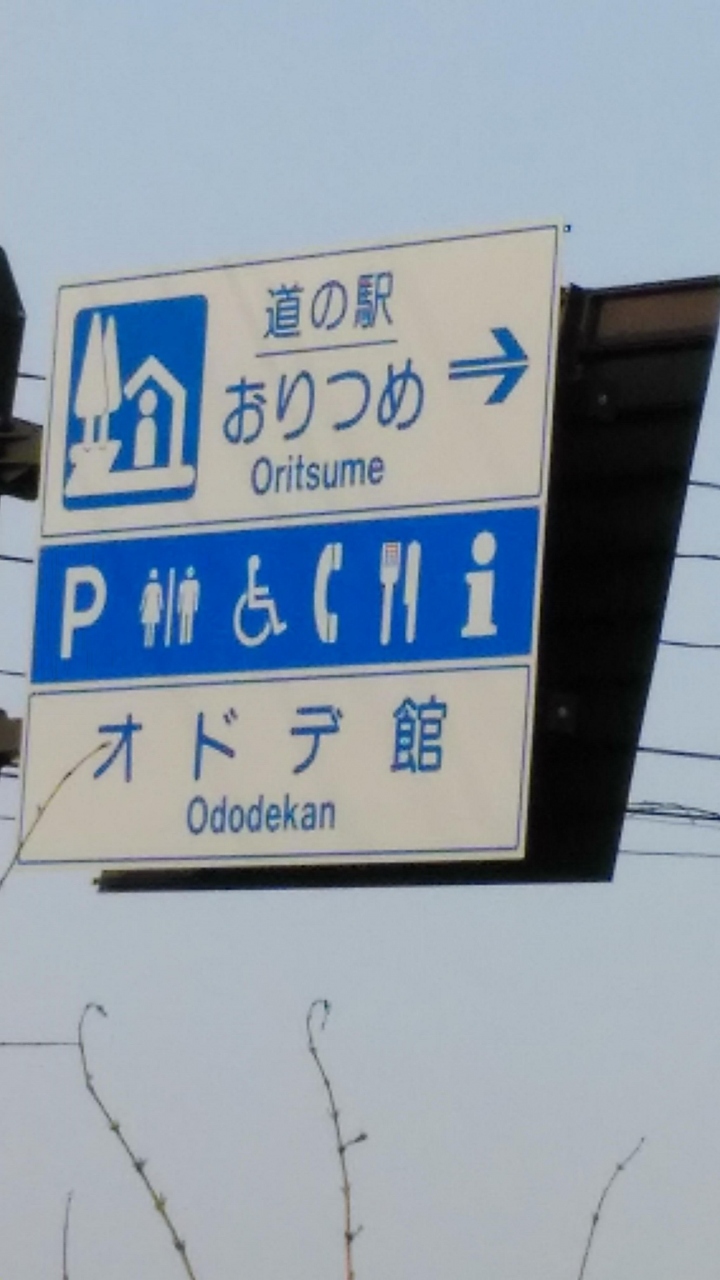 道の駅
おりつめ
Oritsume
P i
オドデ館
Ododekan